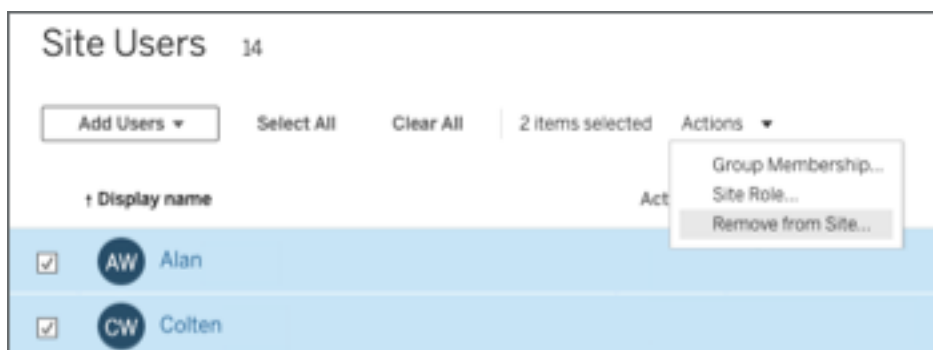 Site Users 14
Add Users ▾ Select All Clear All 2 items selected Actions ▾
Group Membership...
Site Role...
Remove from Site...
↑ Display name Act
AW Alan
CW Colten